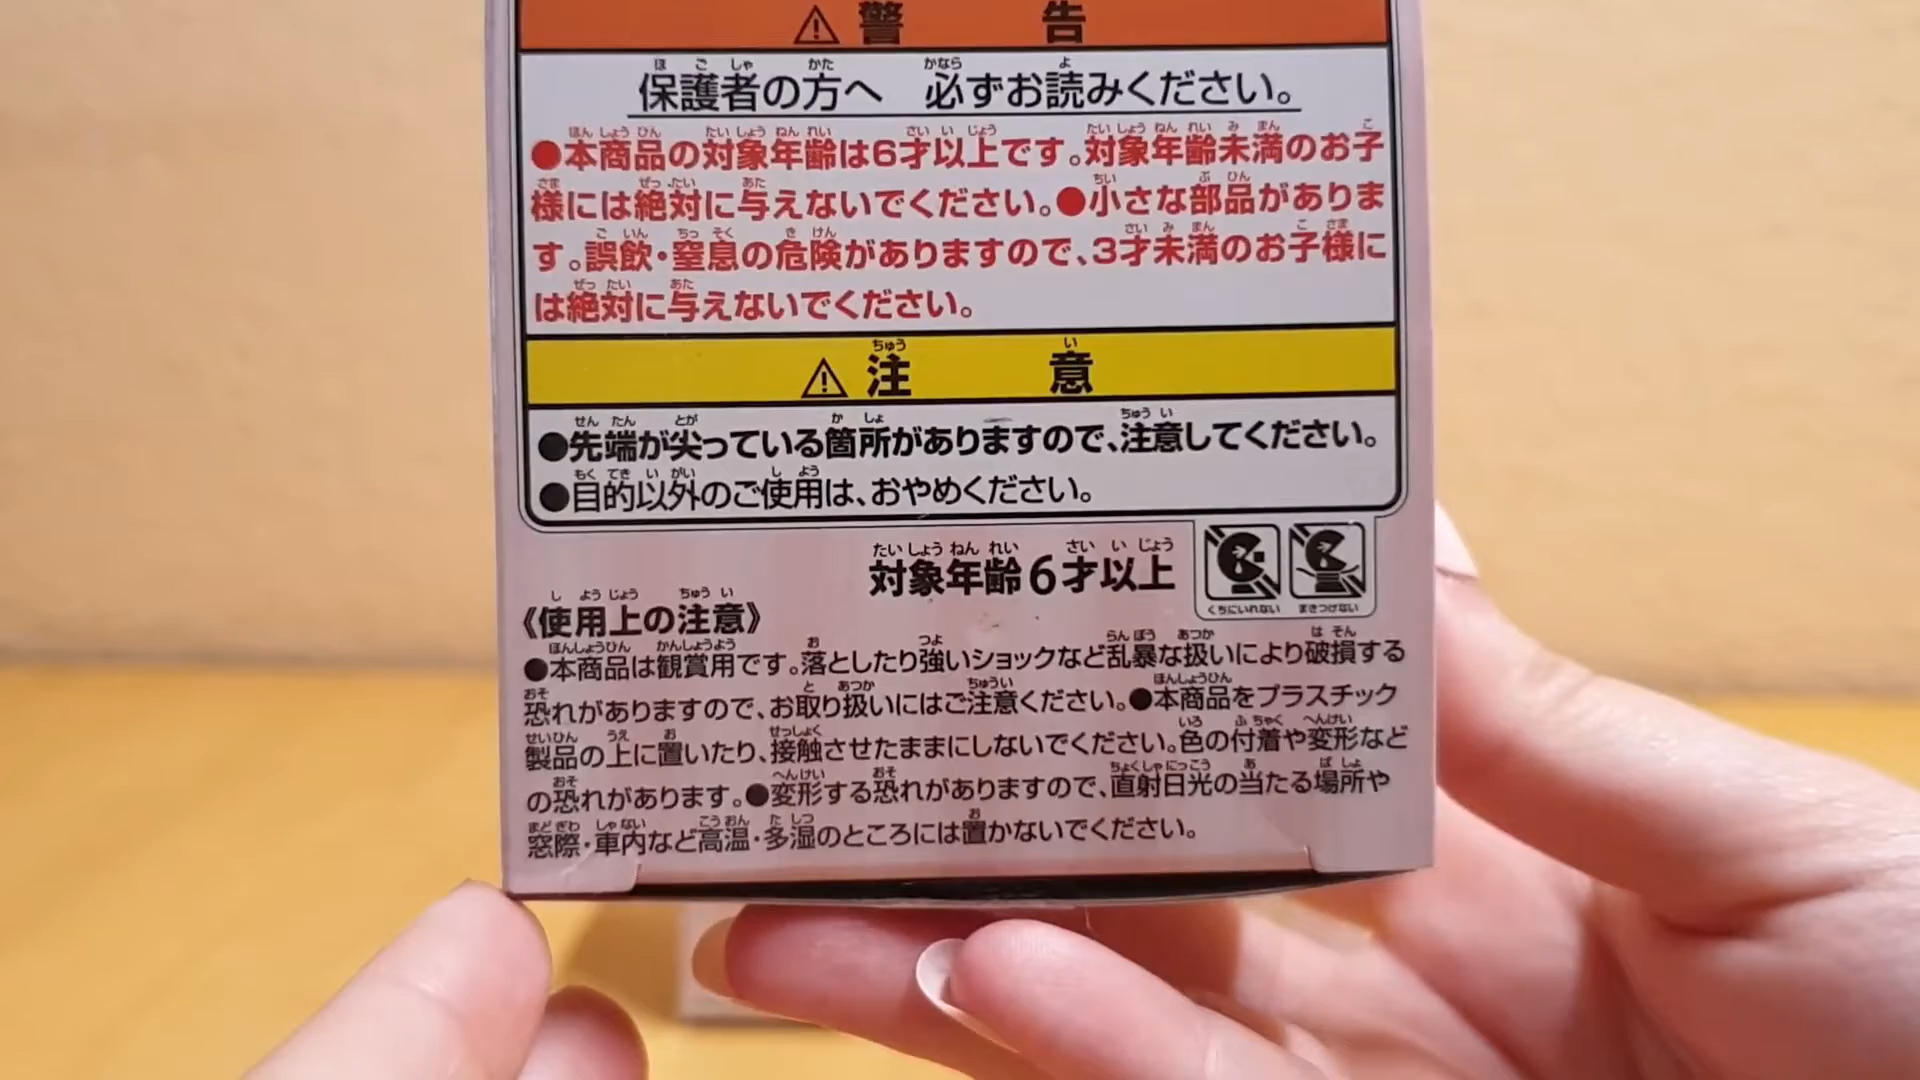 ⚠警告
保護者の方へ 必ずお読みください。
●本商品の対象年齢は6才以上です。対象年齢未満のお子
様には絶対に与えないでください。●小さな部品がありま
す。誤飲・窒息の危険がありますので、3才未満のお子様に
は絶対に与えないでください。
⚠注意
●先端が尖っている箇所がありますので、注意してください。
●目的以外のご使用は、おやめください。
対象年齢6才以上
くちにいれない まきつけない
《使用上の注意》
●本商品は観賞用です。落としたり強いショックなど乱暴な扱いにより破損する
恐れがありますので、お取り扱いにはご注意ください。●本商品をプラスチック
製品の上に置いたり、接触させたままにしないでください。色の付着や変形など
の恐れがあります。●変形する恐れがありますので、直射日光の当たる場所や
窓際・車内など高温・多湿のところには置かないでください。